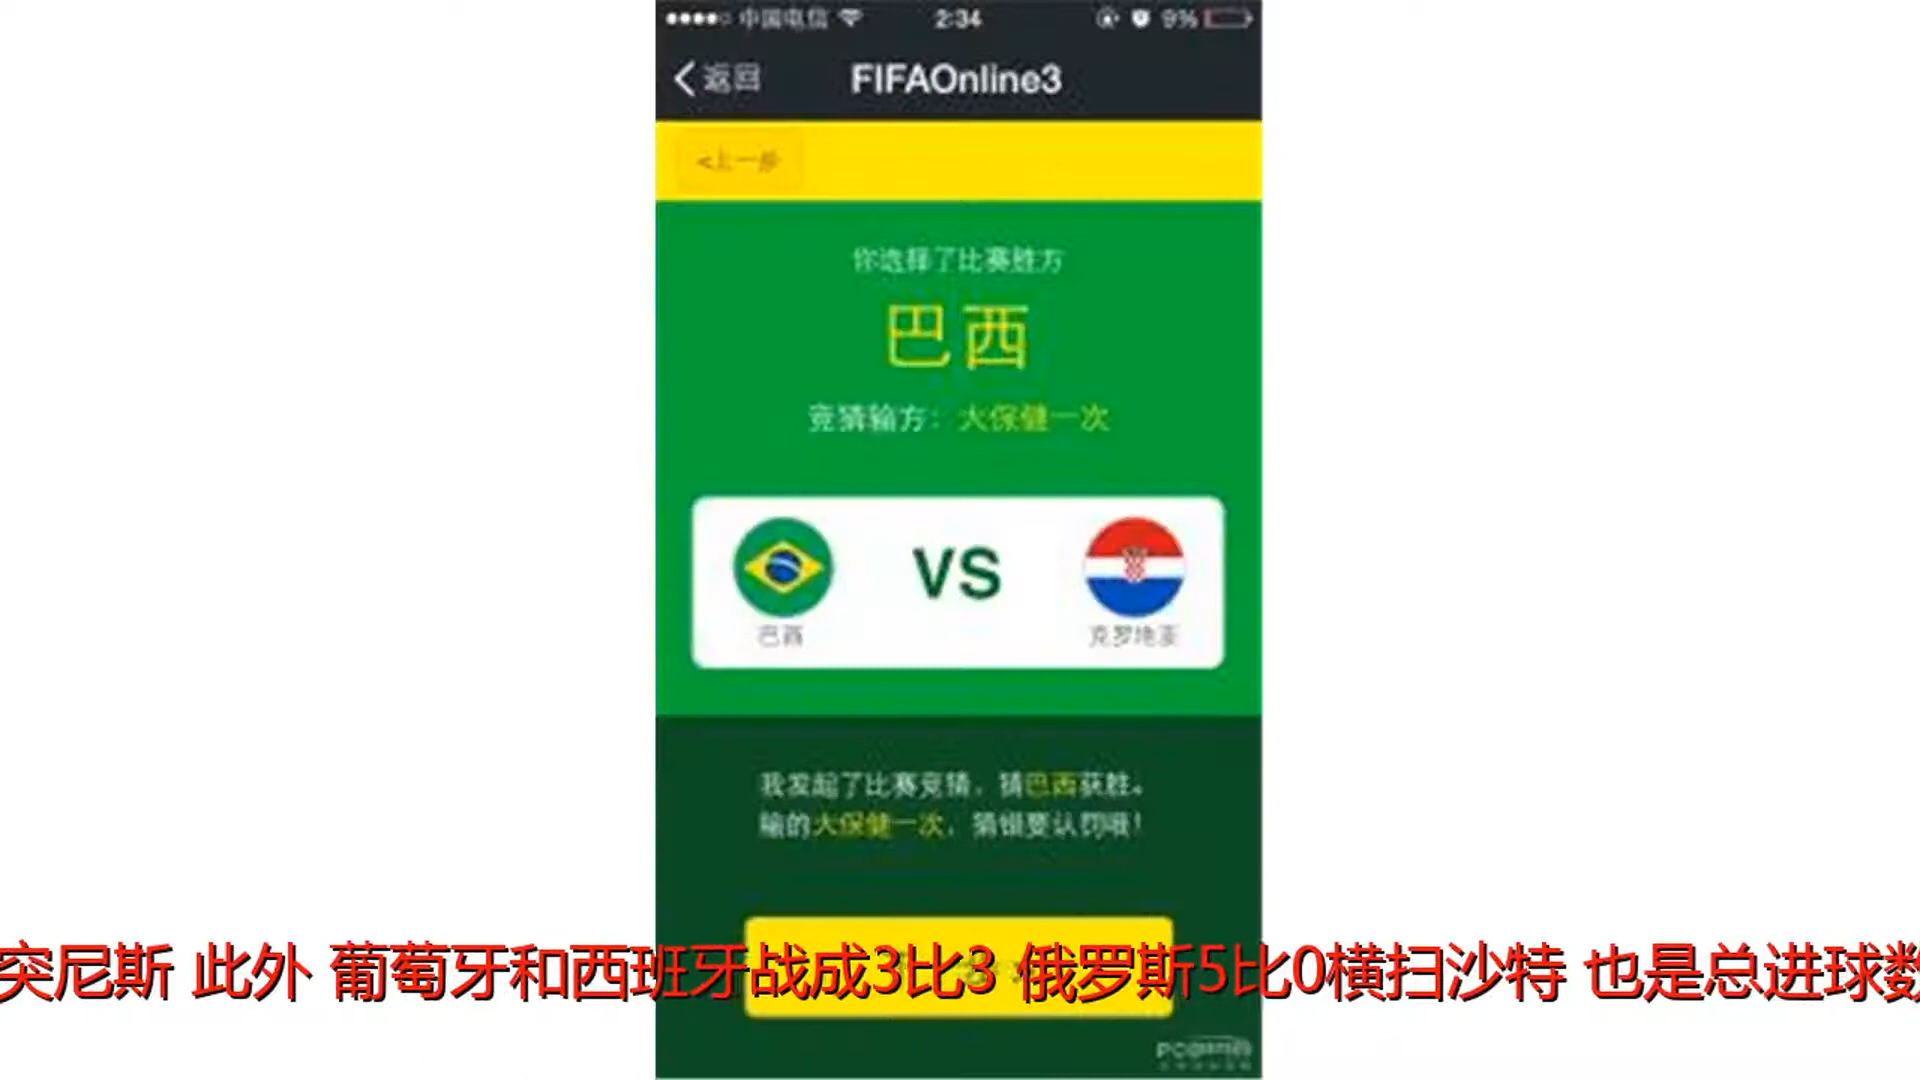 中国电信 2:34 9%
返回 FIFAOnline3
<上一步
你选择了比赛胜方
巴西
竞猜输方：大保健一次
VS
巴西 克罗地亚
我发起了比赛竞猜，猜巴西获胜。
输的大保健一次，猜错要认罚哦！
突尼斯 此外 葡萄牙和西班牙战成3比3 俄罗斯5比0横扫沙特 也是总进球数